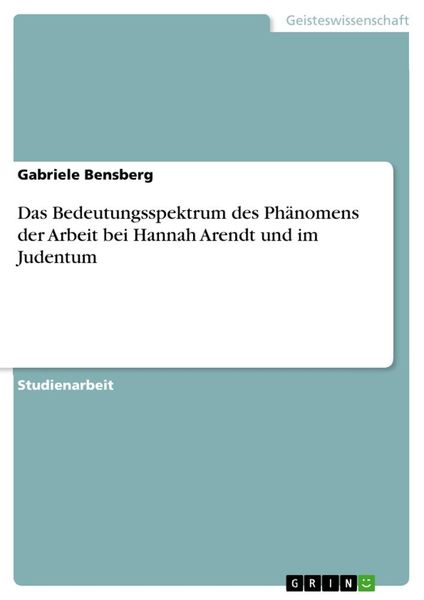 Geisteswissenschaft
Gabriele Bensberg
Das Bedeutungsspektrum des Phänomens
der Arbeit bei Hannah Arendt und im
Judentum
Studienarbeit
GRIN